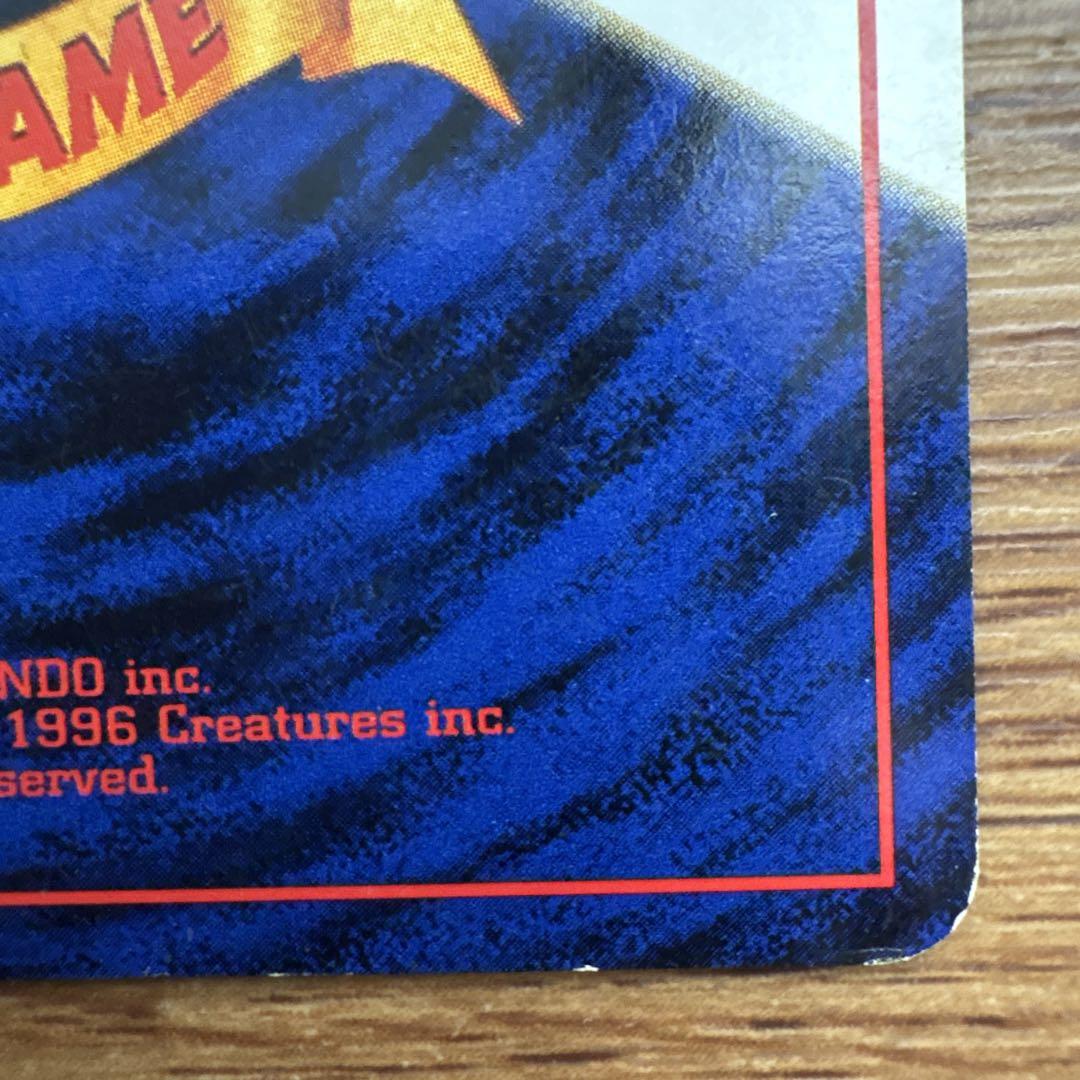 AME
NDO inc.
1996 Creatures inc.
served.